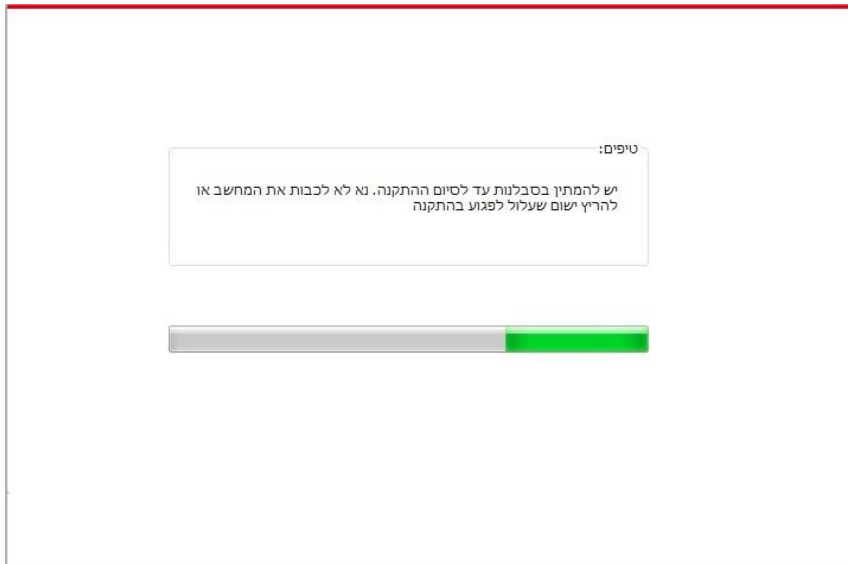 טיפים:
יש להמתין בסבלנות עד לסיום ההתקנה. נא לא לכבות את המחשב או
להריץ ישום שעלול לפגוע בהתקנה